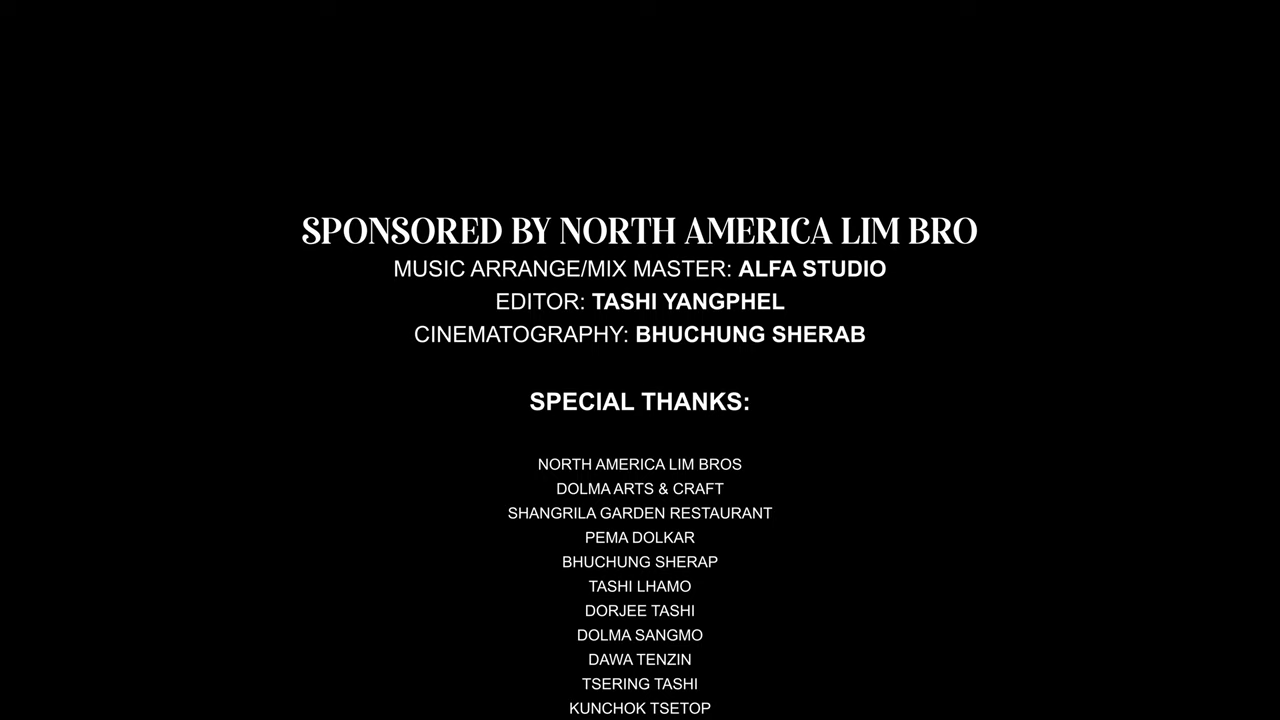 SPONSORED BY NORTH AMERICA LIM BRO
MUSIC ARRANGE/MIX MASTER: ALFA STUDIO
EDITOR: TASHI YANGPHEL
CINEMATOGRAPHY: BHUCHUNG SHERAB
SPECIAL THANKS:
NORTH AMERICA LIM BROS
DOLMA ARTS & CRAFT
SHANGRILA GARDEN RESTAURANT
PEMA DOLKAR
BHUCHUNG SHERAP
TASHI LHAMO
DORJEE TASHI
DOLMA SANGMO
DAWA TENZIN
TSERING TASHI
KUNCHOK TSETOP